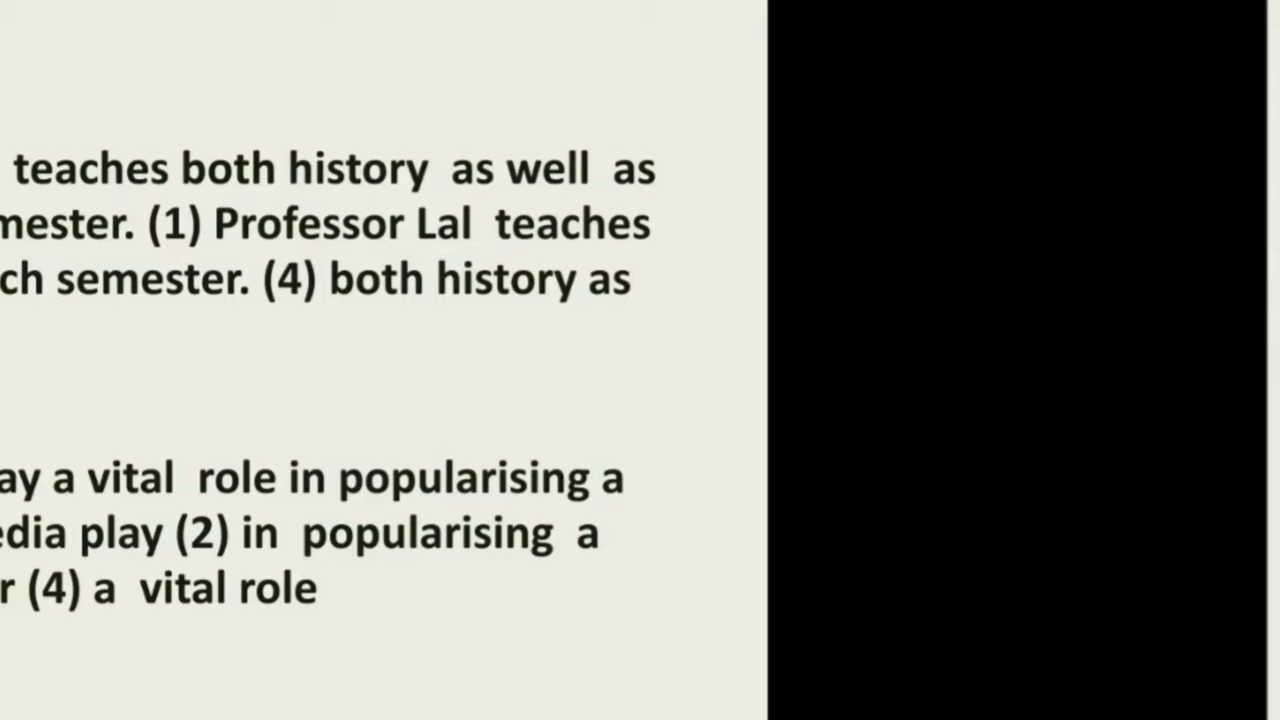 teaches both history as well as
mester. (1) Professor Lal teaches
ch semester. (4) both history as
ay a vital role in popularising a
edia play (2) in popularising a
r (4) a vital role